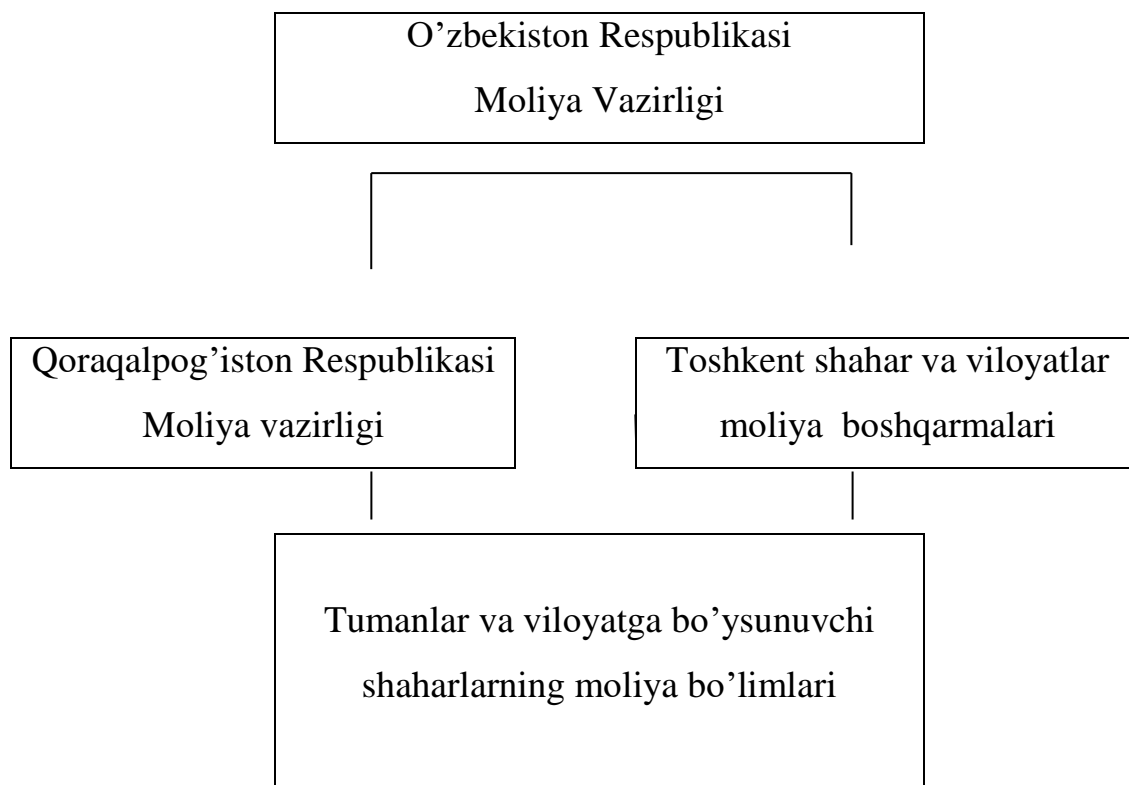 O’zbekiston Respublikasi
Moliya Vazirligi
Qoraqalpog’iston Respublikasi
Moliya vazirligi
Toshkent shahar va viloyatlar
moliya boshqarmalari
Tumanlar va viloyatga bo’ysunuvchi
shaharlarning moliya bo’limlari